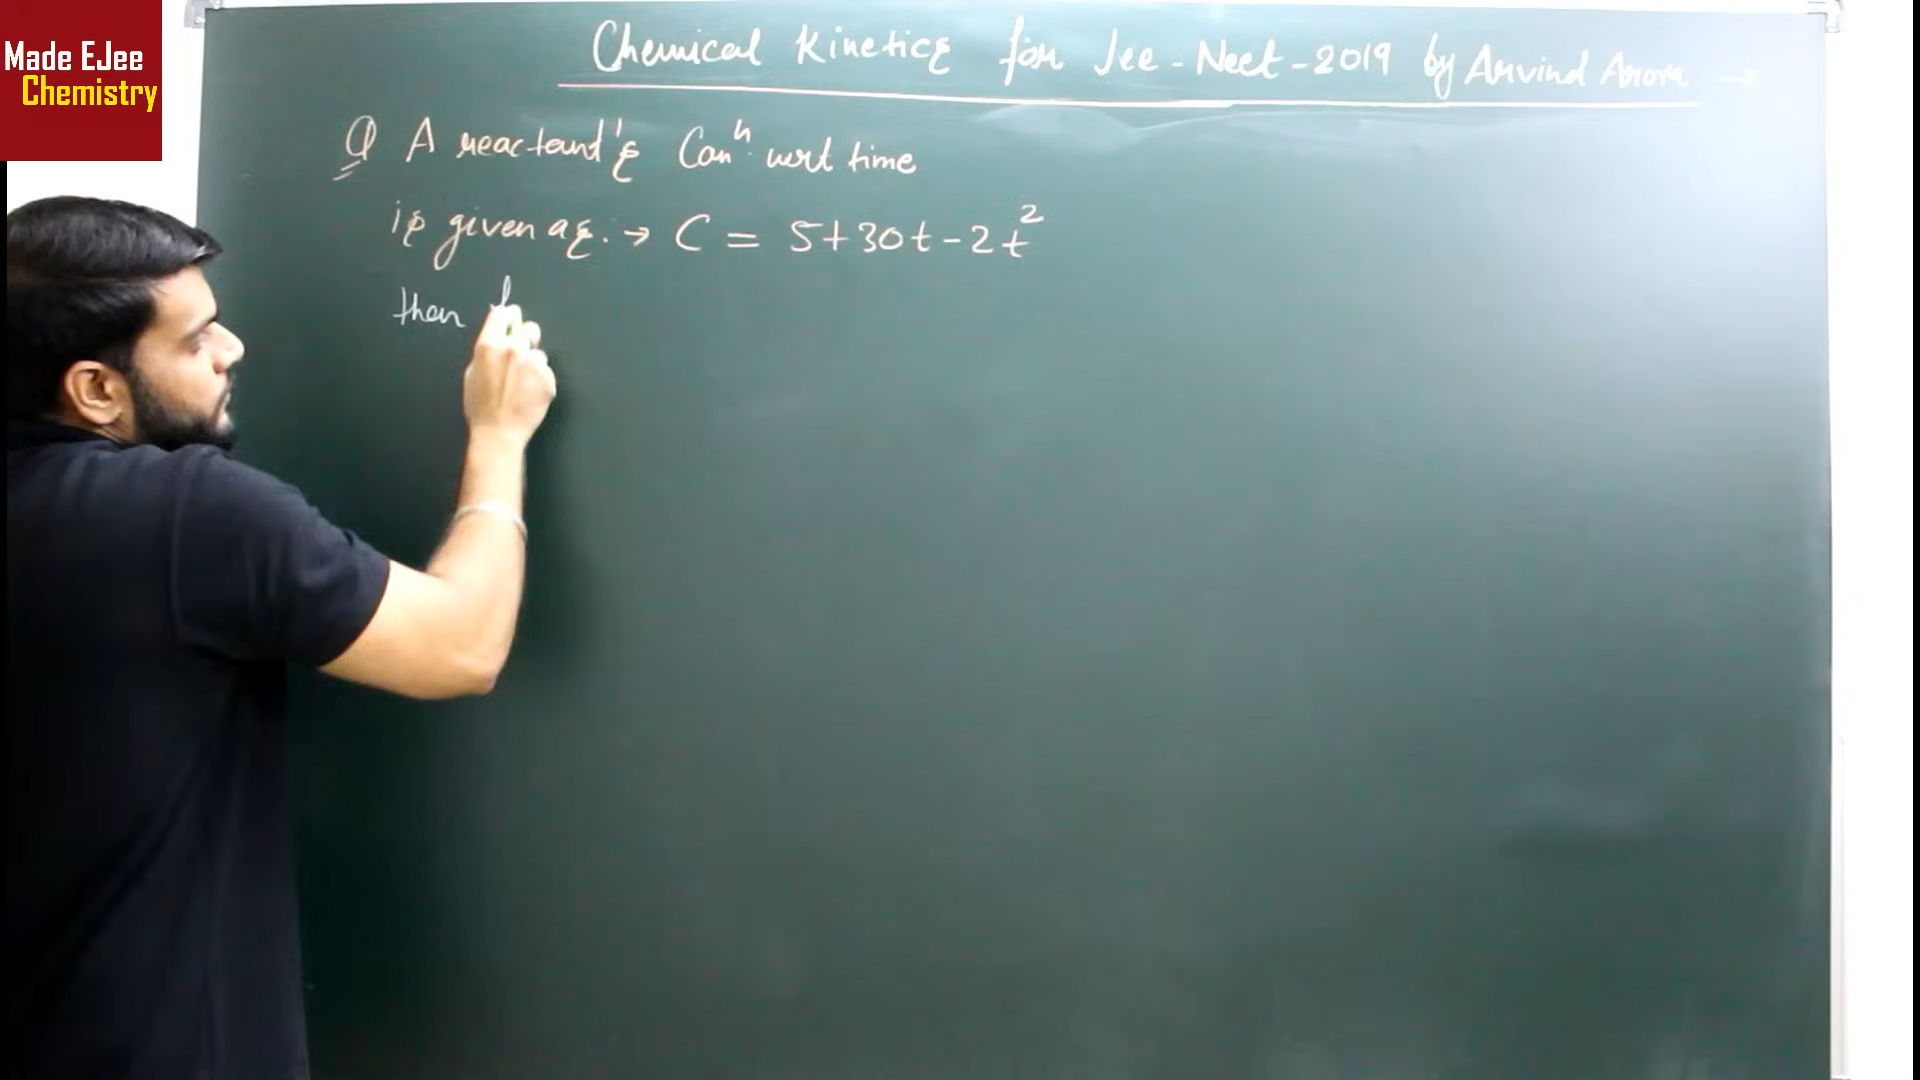 Made EJee
Chemistry
Chemical Kinetics for Jee-Neet-2019 by Arvind Arora →
Q A reactant's Conⁿ. wrt time
is given as. → C = 5+30t-2t²
then